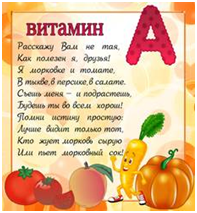 ВИТАМИН А
Расскажу Вам не тая,
Как полезен я, друзья!
Я морковке и томате,
В тыкве, в персике, в салате.
Съешь меня – и подрастешь,
Будешь ты во всем хорош!
Помни истину простую:
Лучше видит только тот,
Кто жует морковь сырую
Или пьет морковный сок!